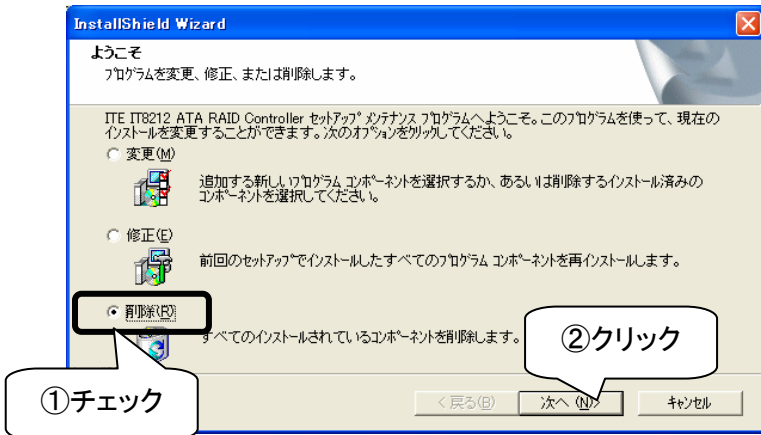 InstallShield Wizard
ようこそ
プログラムを変更、修正、または削除します。
ITE IT8212 ATA RAID Controller セットアップ メンテナンス プログラムへようこそ。このプログラムを使って、現在の
インストールを変更することができます。次のオプションをクリックしてください。
変更(M)
追加する新しいプログラム コンポーネントを選択するか、あるいは削除するインストール済みの
コンポーネントを選択してください。
修正(E)
前回のセットアップでインストールしたすべてのプログラム コンポーネントを再インストールします。
削除(R)
すべてのインストールされているコンポーネントを削除します。
②クリック
①チェック
< 戻る(B)
次へ (N)>
キャンセル